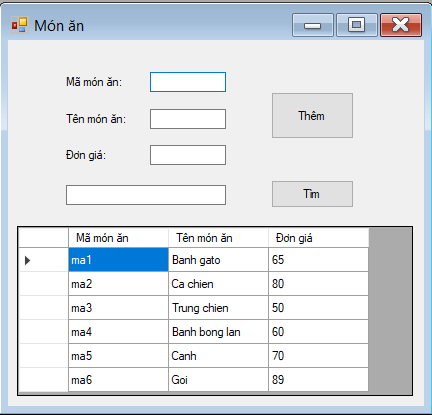 Món ăn
Mã món ăn:
Tên món ăn:
Thêm
Đơn giá:
Tìm
Mã món ăn Tên món ăn Đơn giá
ma1 Banh gato 65
ma2 Ca chien 80
ma3 Trung chien 50
ma4 Banh bong lan 60
ma5 Canh 70
ma6 Goi 89